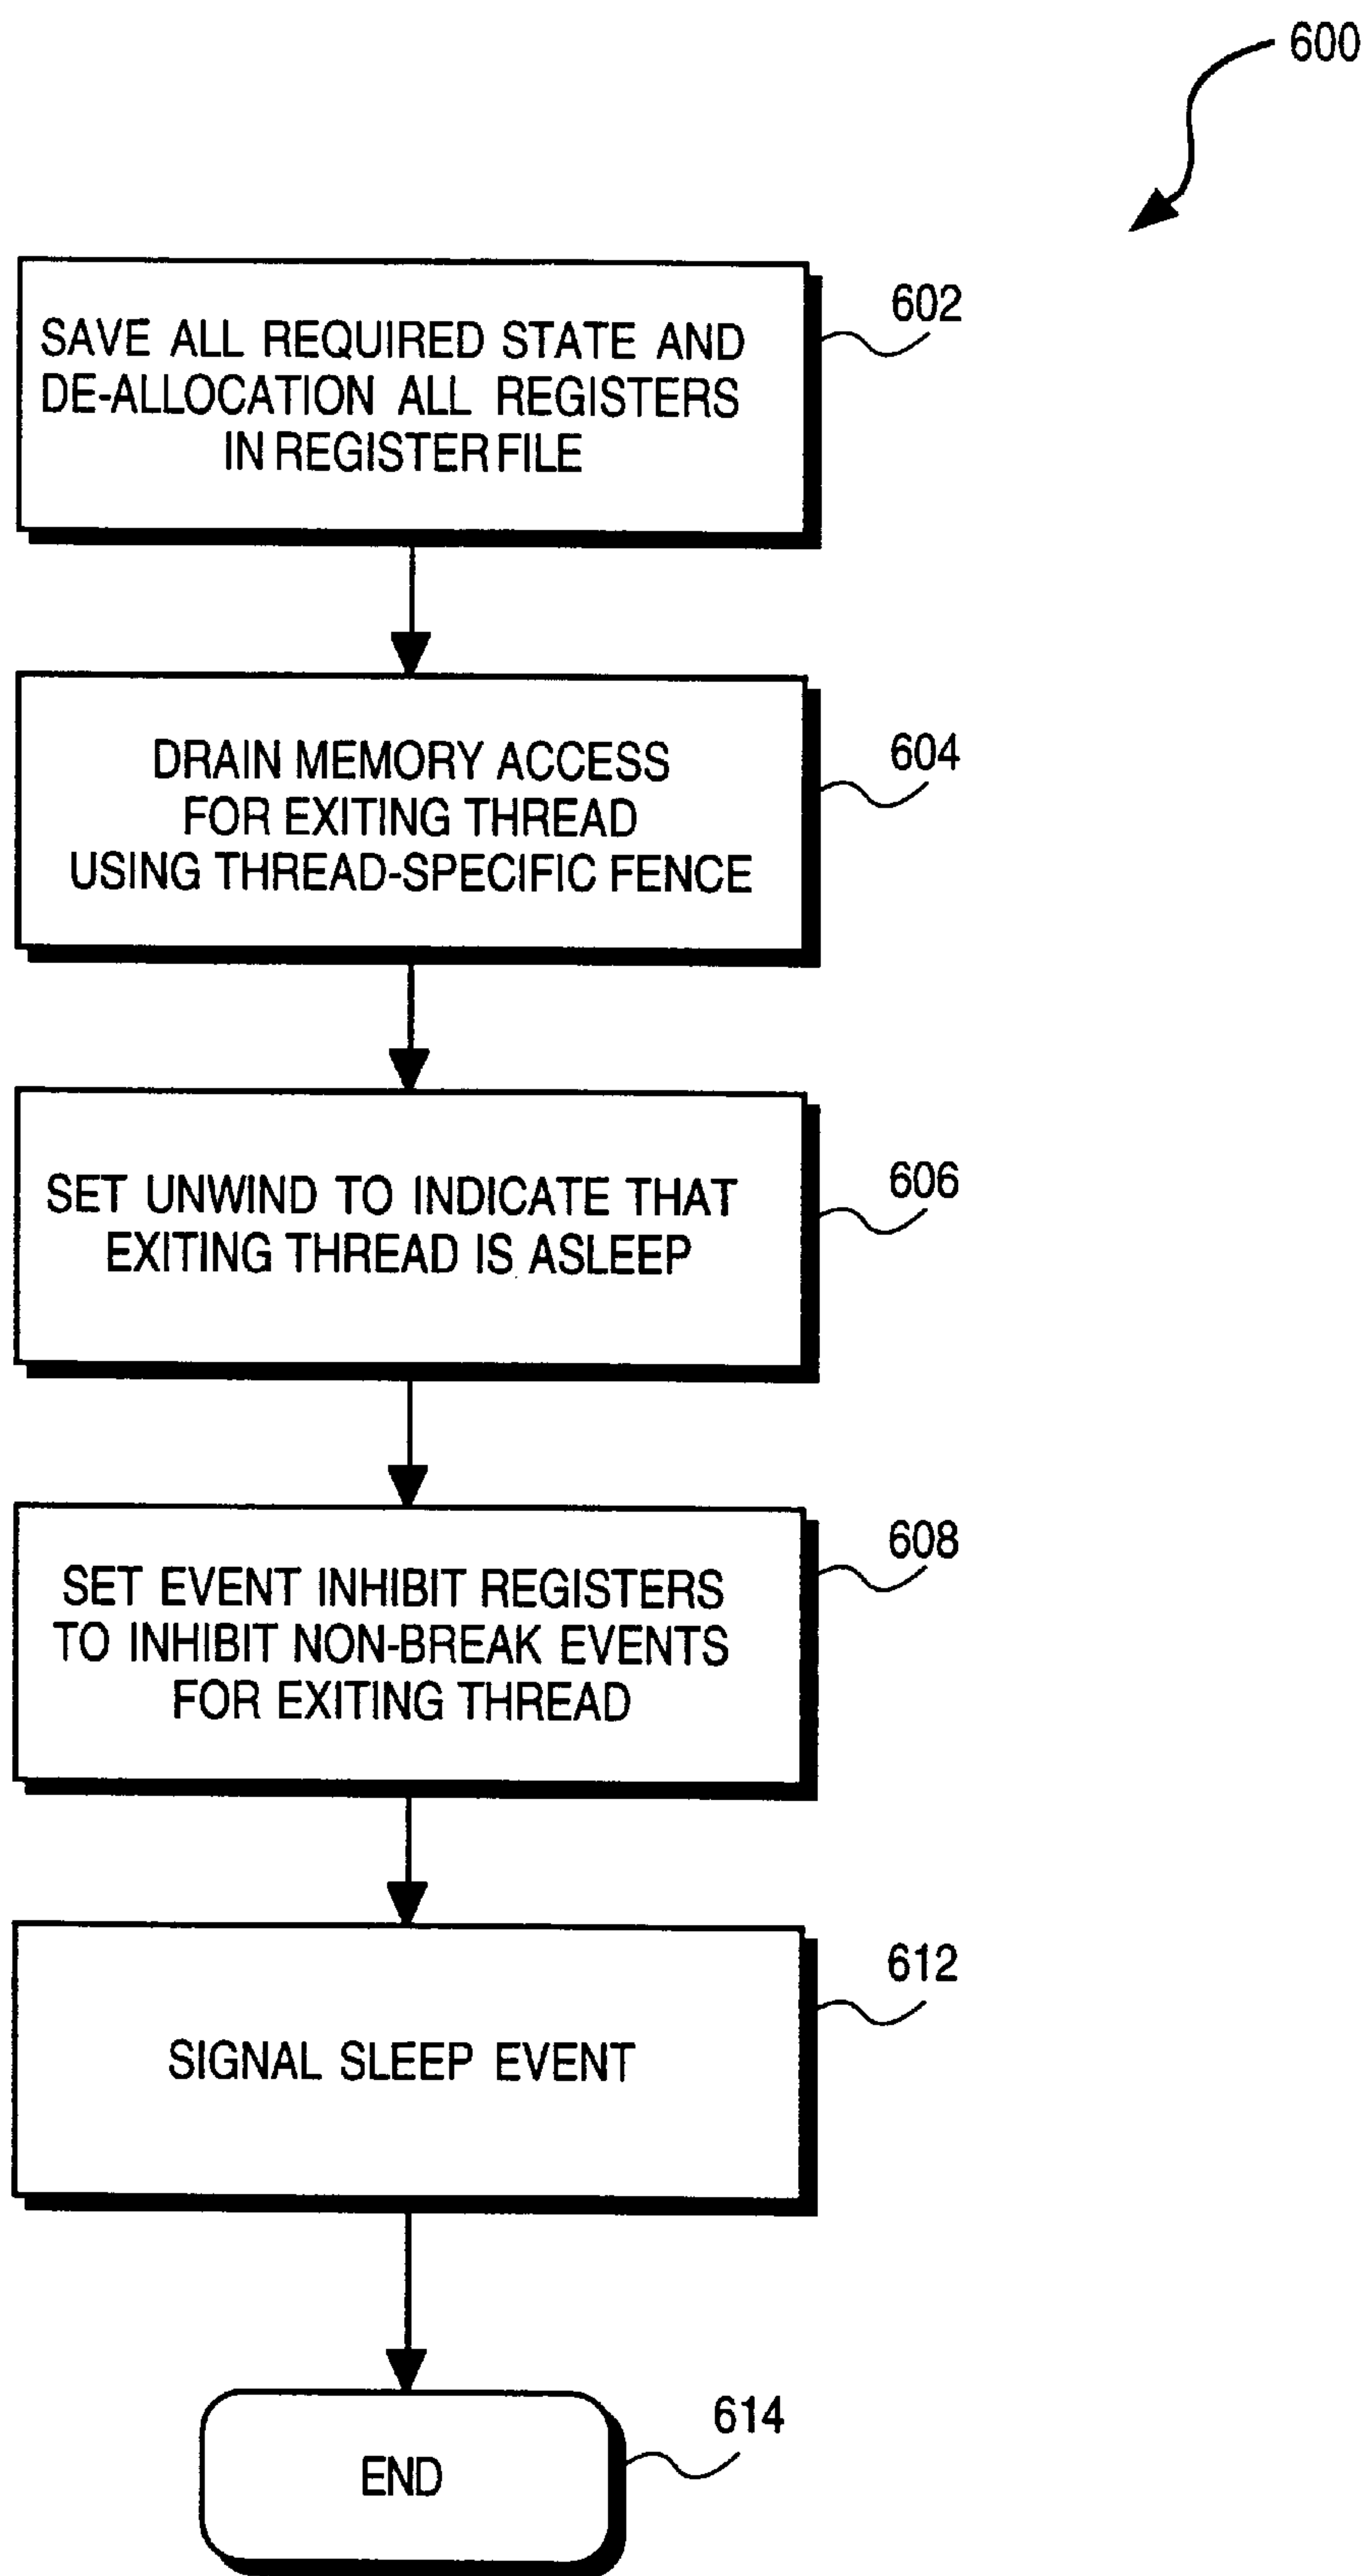 600
602
SAVE ALL REQUIRED STATE AND
DE-ALLOCATION ALL REGISTERS
IN REGISTER FILE
604
DRAIN MEMORY ACCESS
FOR EXITING THREAD
USING THREAD-SPECIFIC FENCE
606
SET UNWIND TO INDICATE THAT
EXITING THREAD IS ASLEEP
608
SET EVENT INHIBIT REGISTERS
TO INHIBIT NON-BREAK EVENTS
FOR EXITING THREAD
612
SIGNAL SLEEP EVENT
614
END